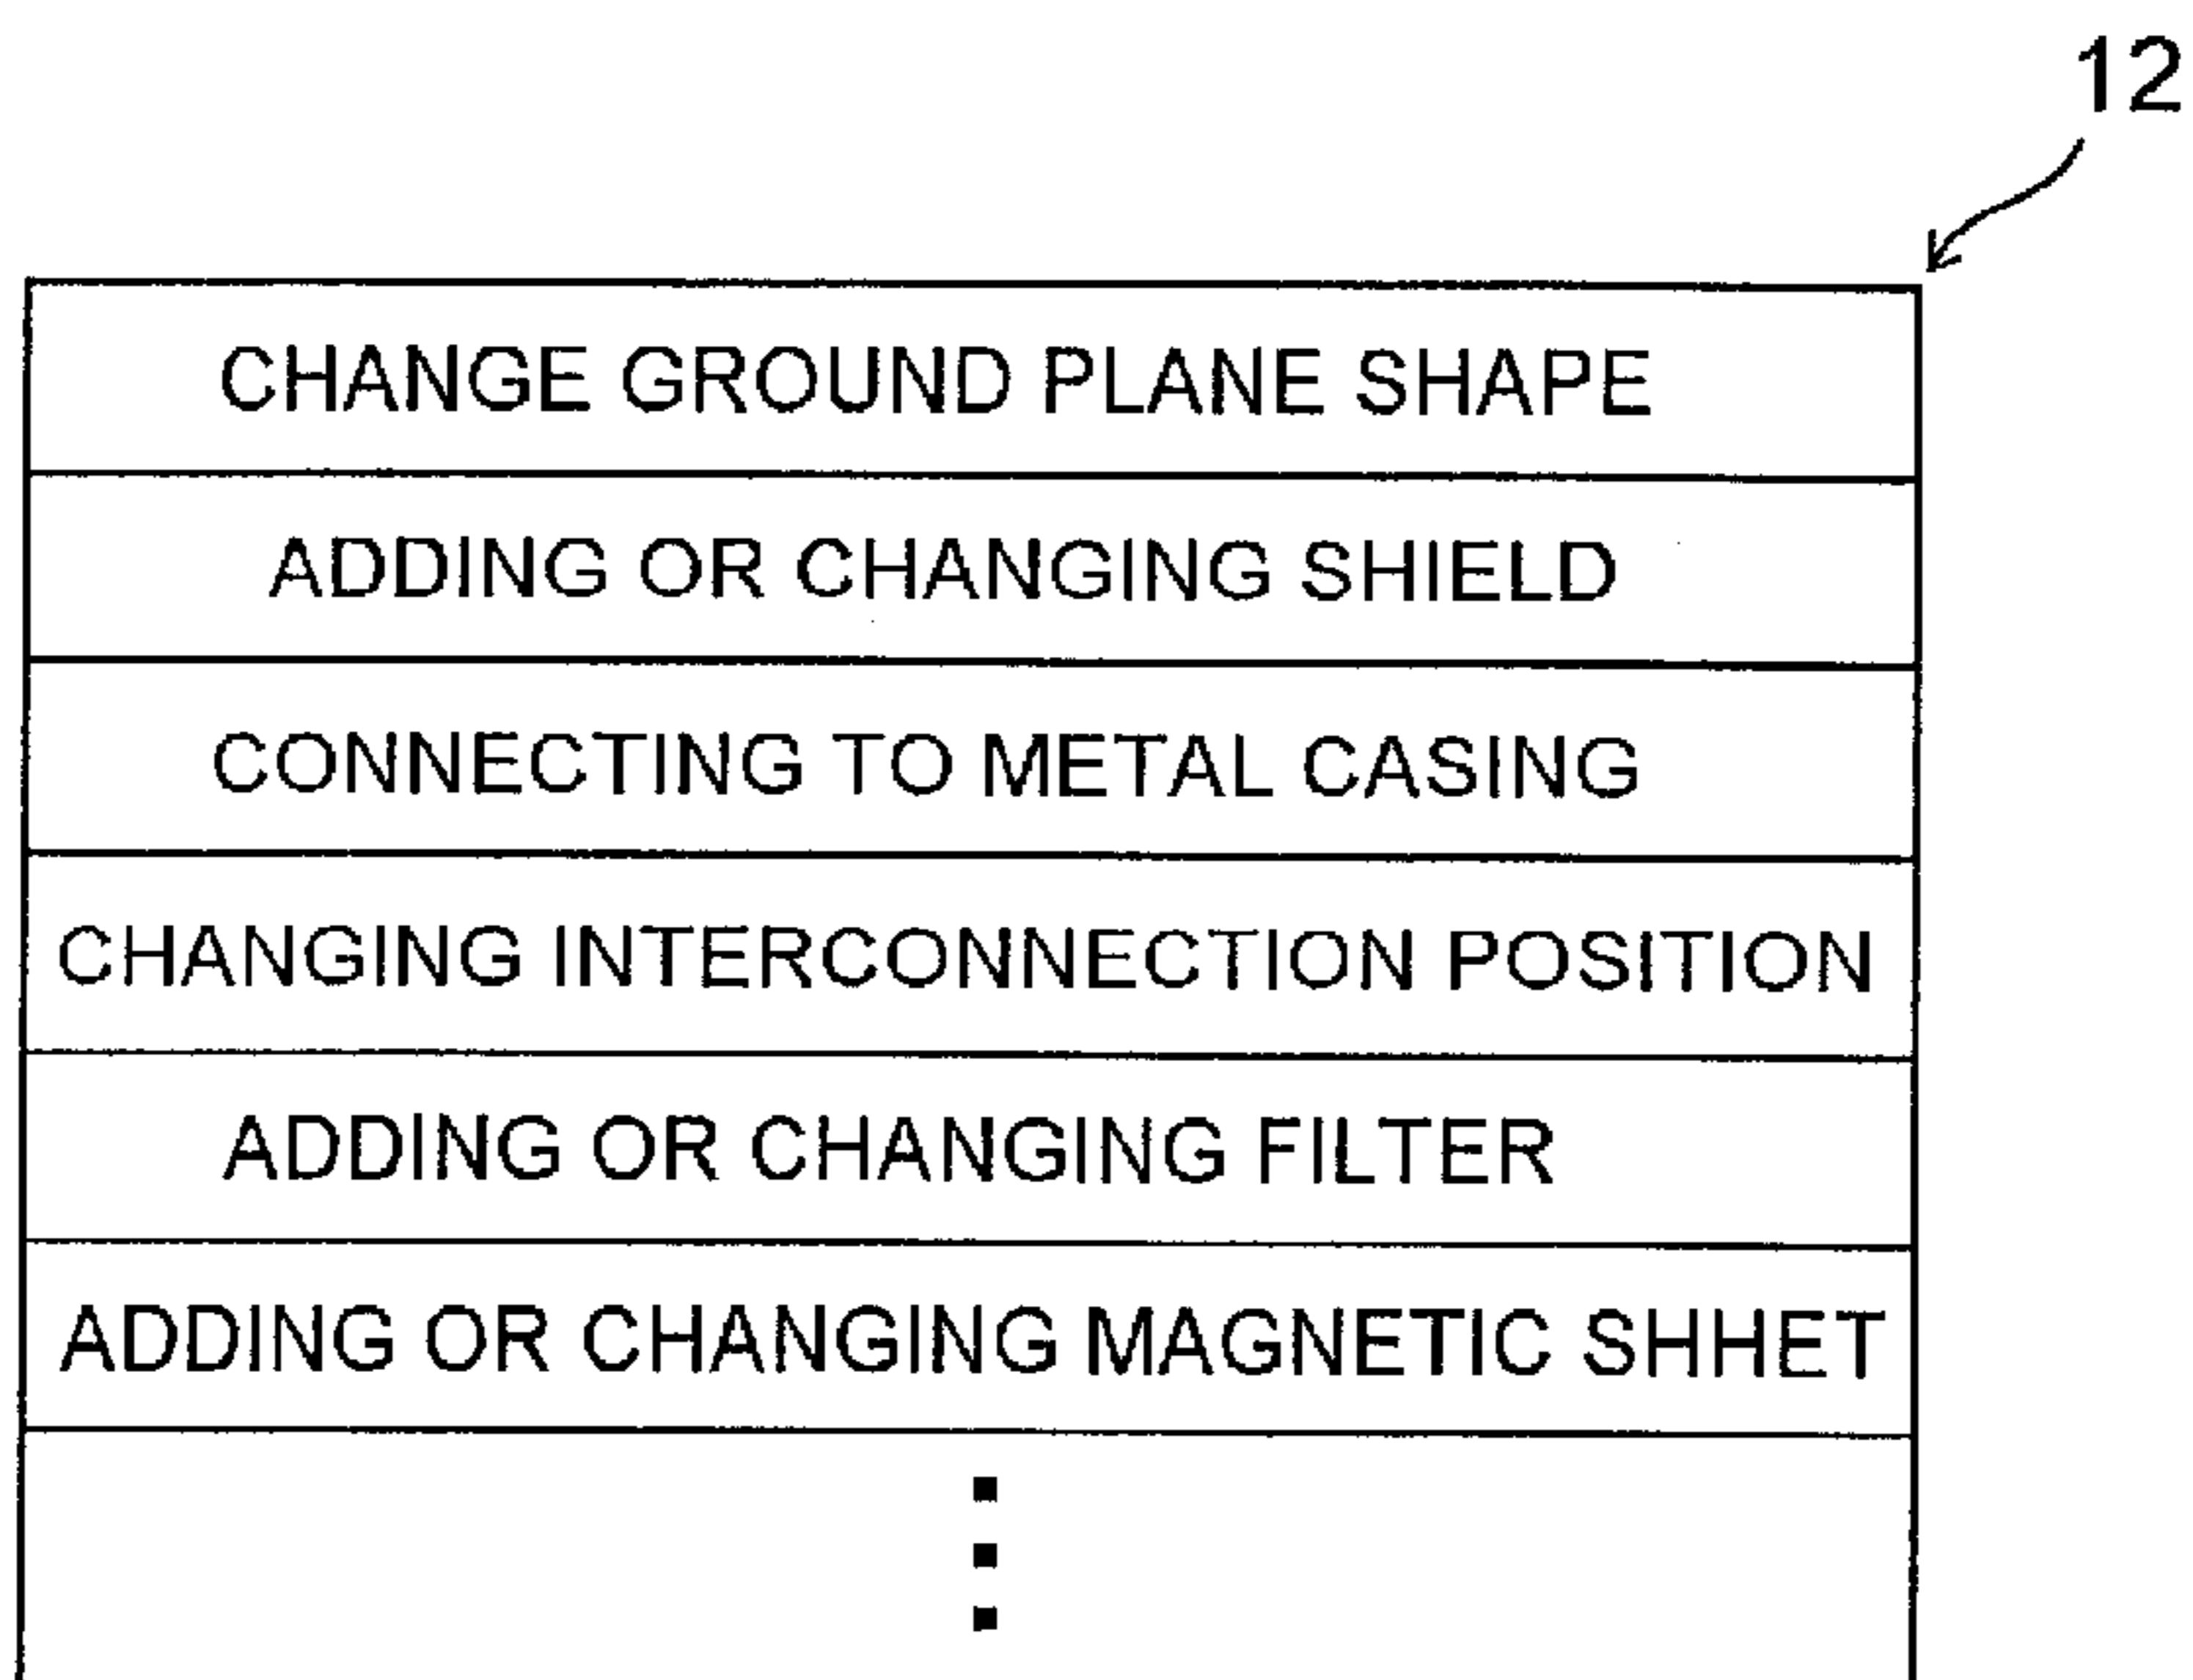 12
CHANGE GROUND PLANE SHAPE
ADDING OR CHANGING SHIELD
CONNECTING TO METAL CASING
CHANGING INTERCONNECTION POSITION
ADDING OR CHANGING FILTER
ADDING OR CHANGING MAGNETIC SHHET